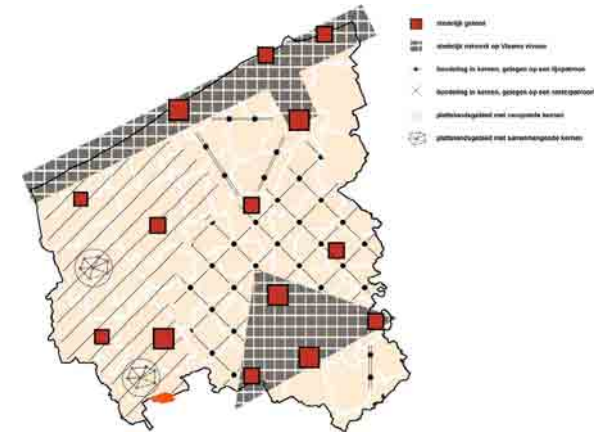 stedelijk gebied
stedelijk netwerk op Vlaams niveau
bundeling in kernen, gelegen op een lijnpatroon
bundeling in kernen, gelegen op een rasterpatroon
plattelandsgebied met verspreide kernen
plattelandsgebied met samenhangende kernen